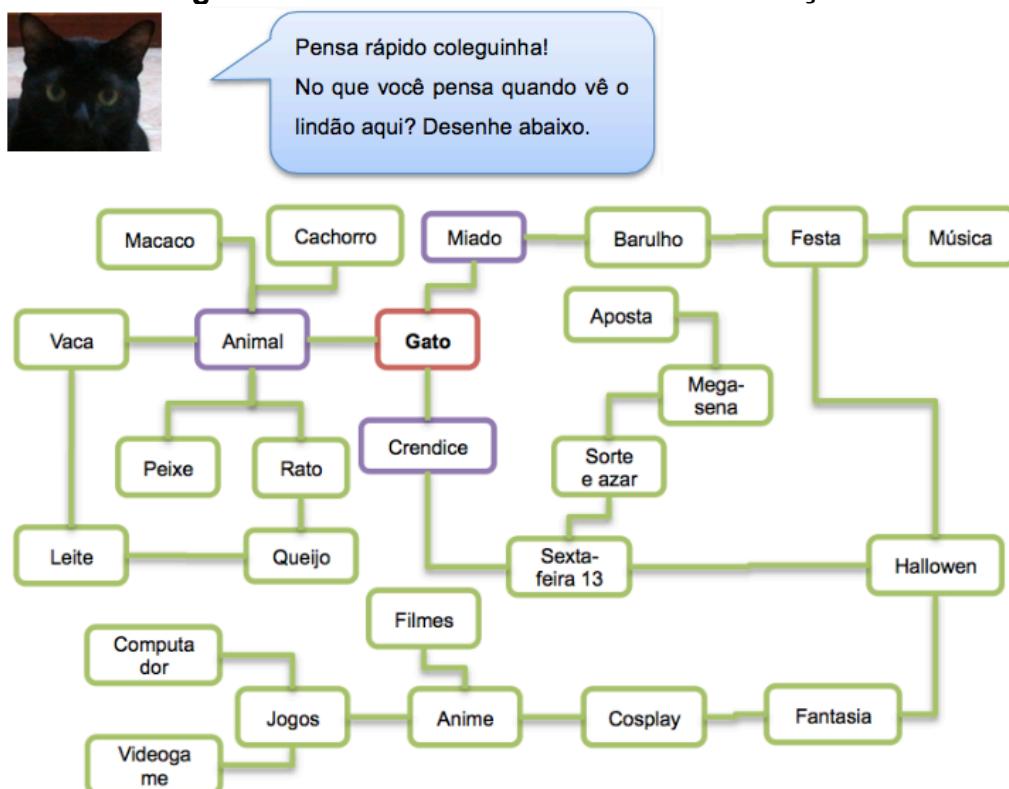 Pensa rápido coleguinha!
No que você pensa quando vê o
lindão aqui? Desenhe abaixo.
Macaco
Cachorro
Miado
Barulho
Festa
Música
Vaca
Animal
Gato
Aposta
Mega-
sena
Peixe
Rato
Crendice
Sorte
e azar
Leite
Queijo
Sexta-
feira 13
Hallowen
Filmes
Computa
dor
Jogos
Anime
Cosplay
Fantasia
Videoga
me